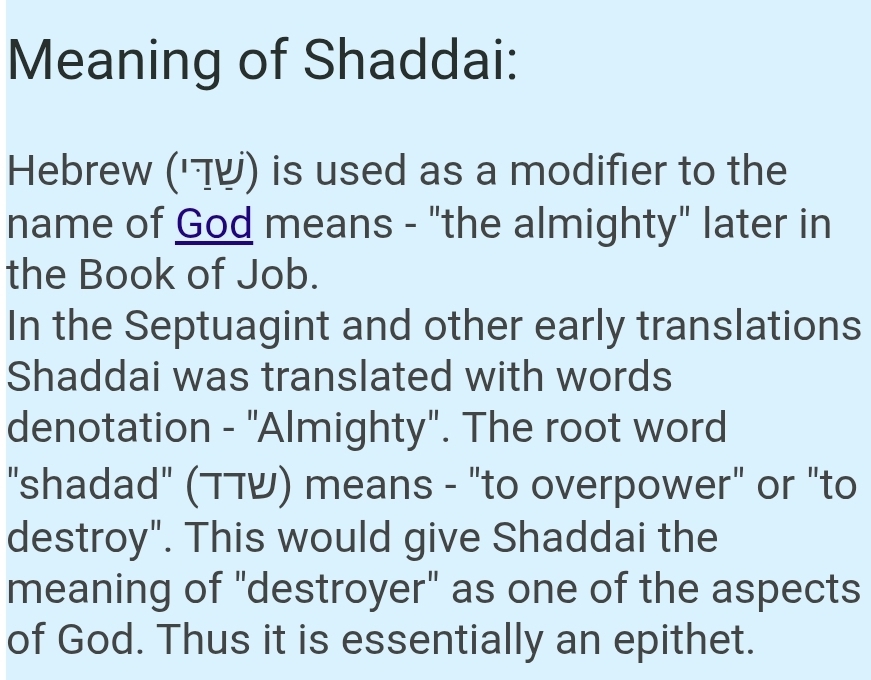 Meaning of Shaddai:
Hebrew (שַׁדַּי) is used as a modifier to the
name of God means - "the almighty" later in
the Book of Job.
In the Septuagint and other early translations
Shaddai was translated with words
denotation - "Almighty". The root word
"shadad" (שדד) means - "to overpower" or "to
destroy". This would give Shaddai the
meaning of "destroyer" as one of the aspects
of God. Thus it is essentially an epithet.